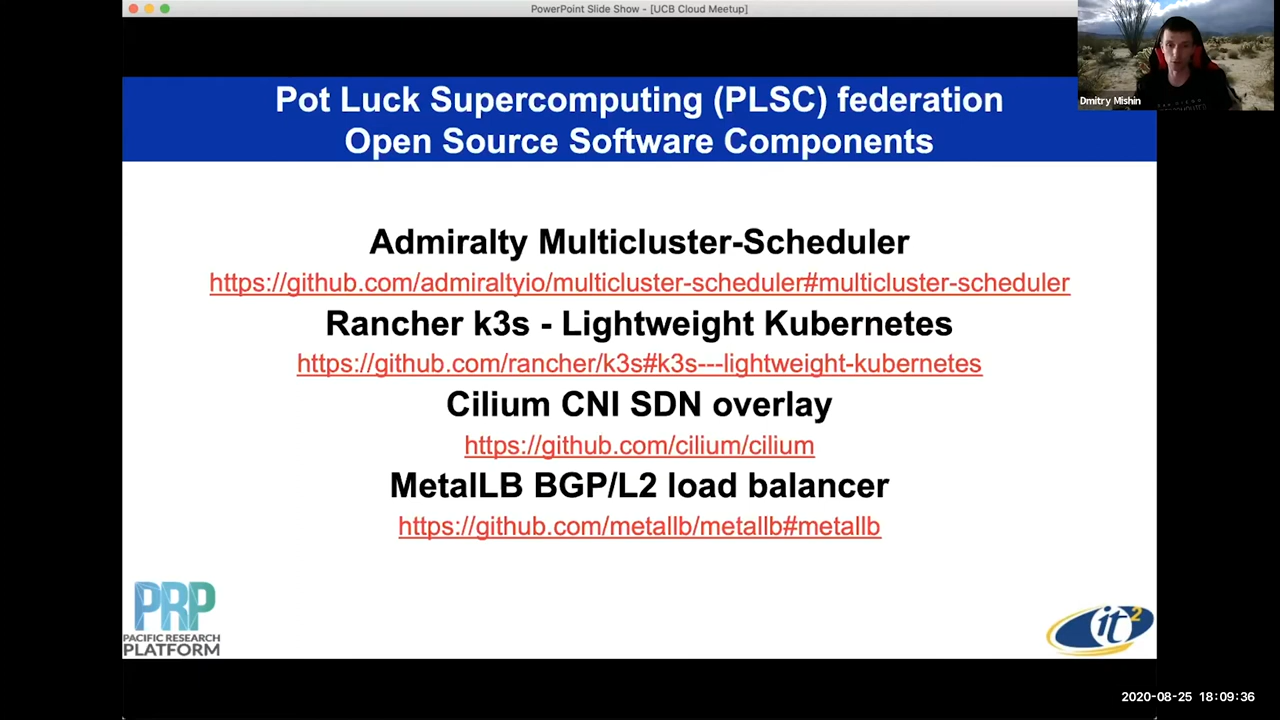 PowerPoint Slide Show - [UCB Cloud Meetup]
Dmitry Mishin
Pot Luck Supercomputing (PLSC) federation
Open Source Software Components
Admiralty Multicluster-Scheduler
https://github.com/admiraltyio/multicluster-scheduler#multicluster-scheduler
Rancher k3s - Lightweight Kubernetes
https://github.com/rancher/k3s#k3s---lightweight-kubernetes
Cilium CNI SDN overlay
https://github.com/cilium/cilium
MetalLB BGP/L2 load balancer
https://github.com/metallb/metallb#metallb
PRP
PACIFIC RESEARCH
PLATFORM
it2
2020-08-25 18:09:36